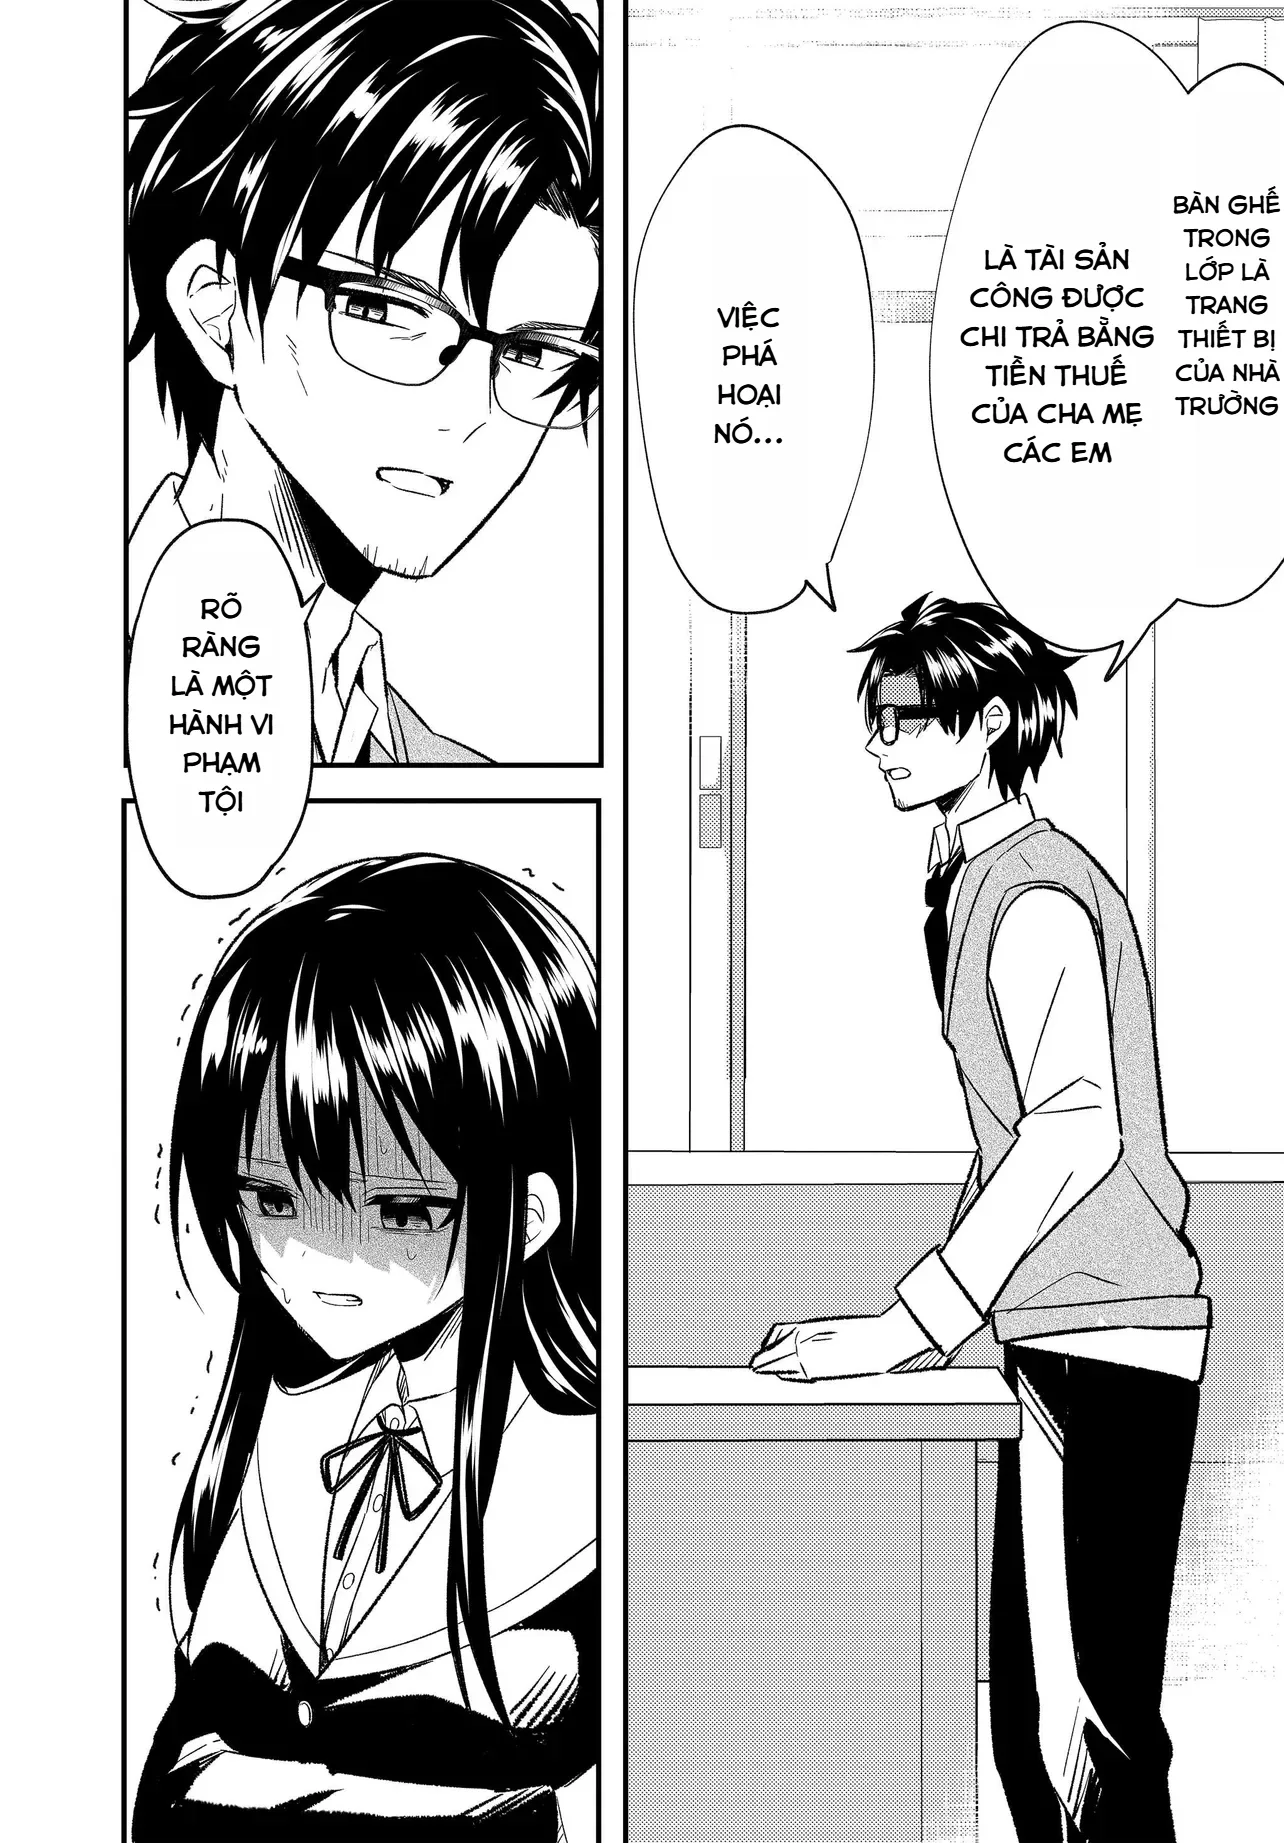 BÀN GHẾ
TRONG
LỚP LÀ
TRANG
THIẾT BỊ
CỦA NHÀ
TRƯỜNG
LÀ TÀI SẢN
CÔNG ĐƯỢC
CHI TRẢ BẰNG
TIỀN THUẾ
CỦA CHA MẸ
CÁC EM
VIỆC
PHÁ
HOẠI
NÓ...
RÕ
RÀNG
LÀ MỘT
HÀNH VI
PHẠM
TỘI